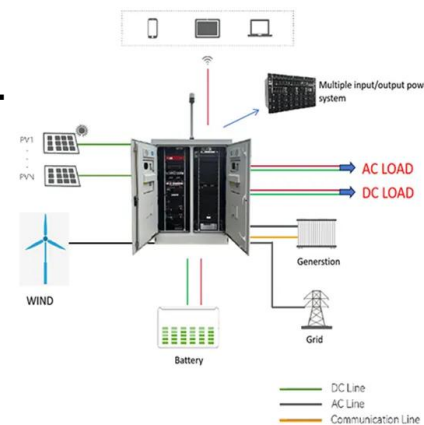 Multiple input/output pow
system
PV1
PVN
AC LOAD
DC LOAD
WIND
Generstion
Grid
Battery
DC Line
AC Line
Communication Line